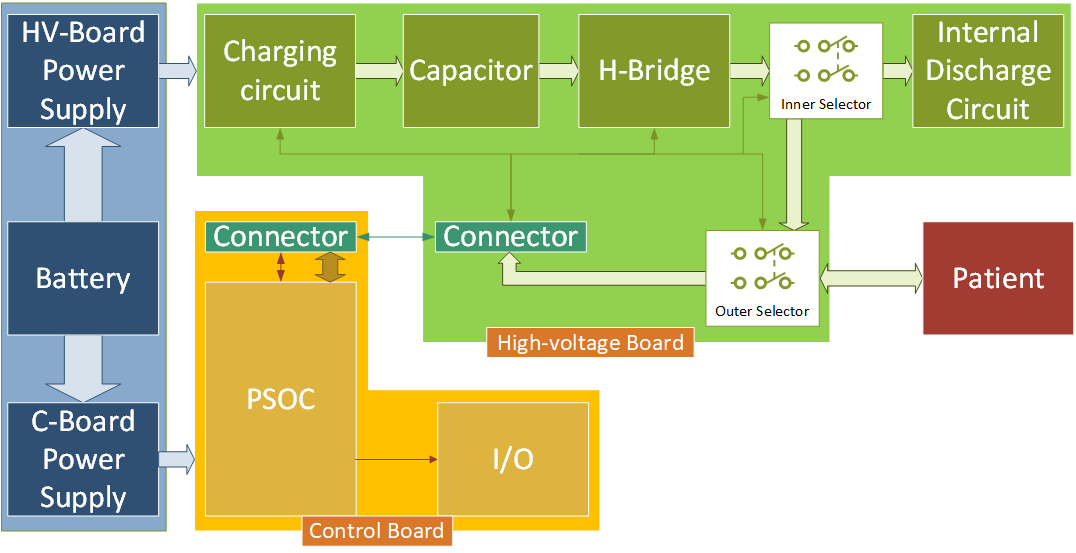 HV-Board
Power
Supply
Charging
circuit
Capacitor
H-Bridge
Inner Selector
Internal
Discharge
Circuit
Battery
Connector
Connector
Outer Selector
Patient
High-voltage Board
C-Board
Power
Supply
PSOC
I/O
Control Board